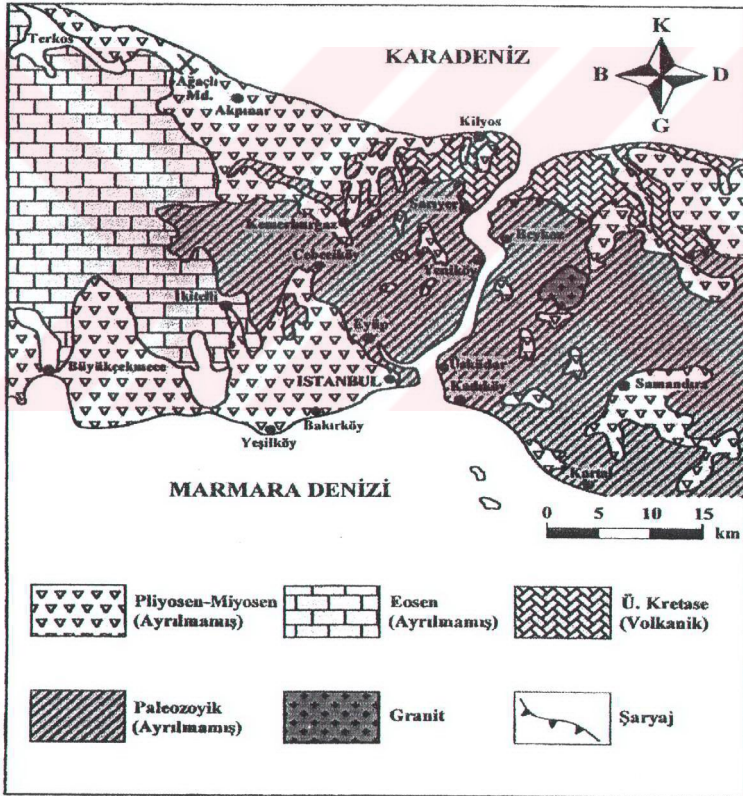 Terkos
KARADENİZ
K
B D
G
Ağaçlı
Md.
Akpınar
Kilyos
Sarıyer
Kemerburgaz
Beykoz
Cebeciköy
Yeniköy
İkitelli
Eyüp
Büyükçekmece
Üsküdar
ISTANBUL
Kadıköy
Samandıra
Bakırköy
Yeşilköy
Kartal
MARMARA DENİZİ
0 5 10 15
km
Pliyosen-Miyosen
(Ayrılmamış)
Eosen
(Ayrılmamış)
Ü. Kretase
(Volkanik)
Paleozoyik
(Ayrılmamış)
Granit
Şaryaj